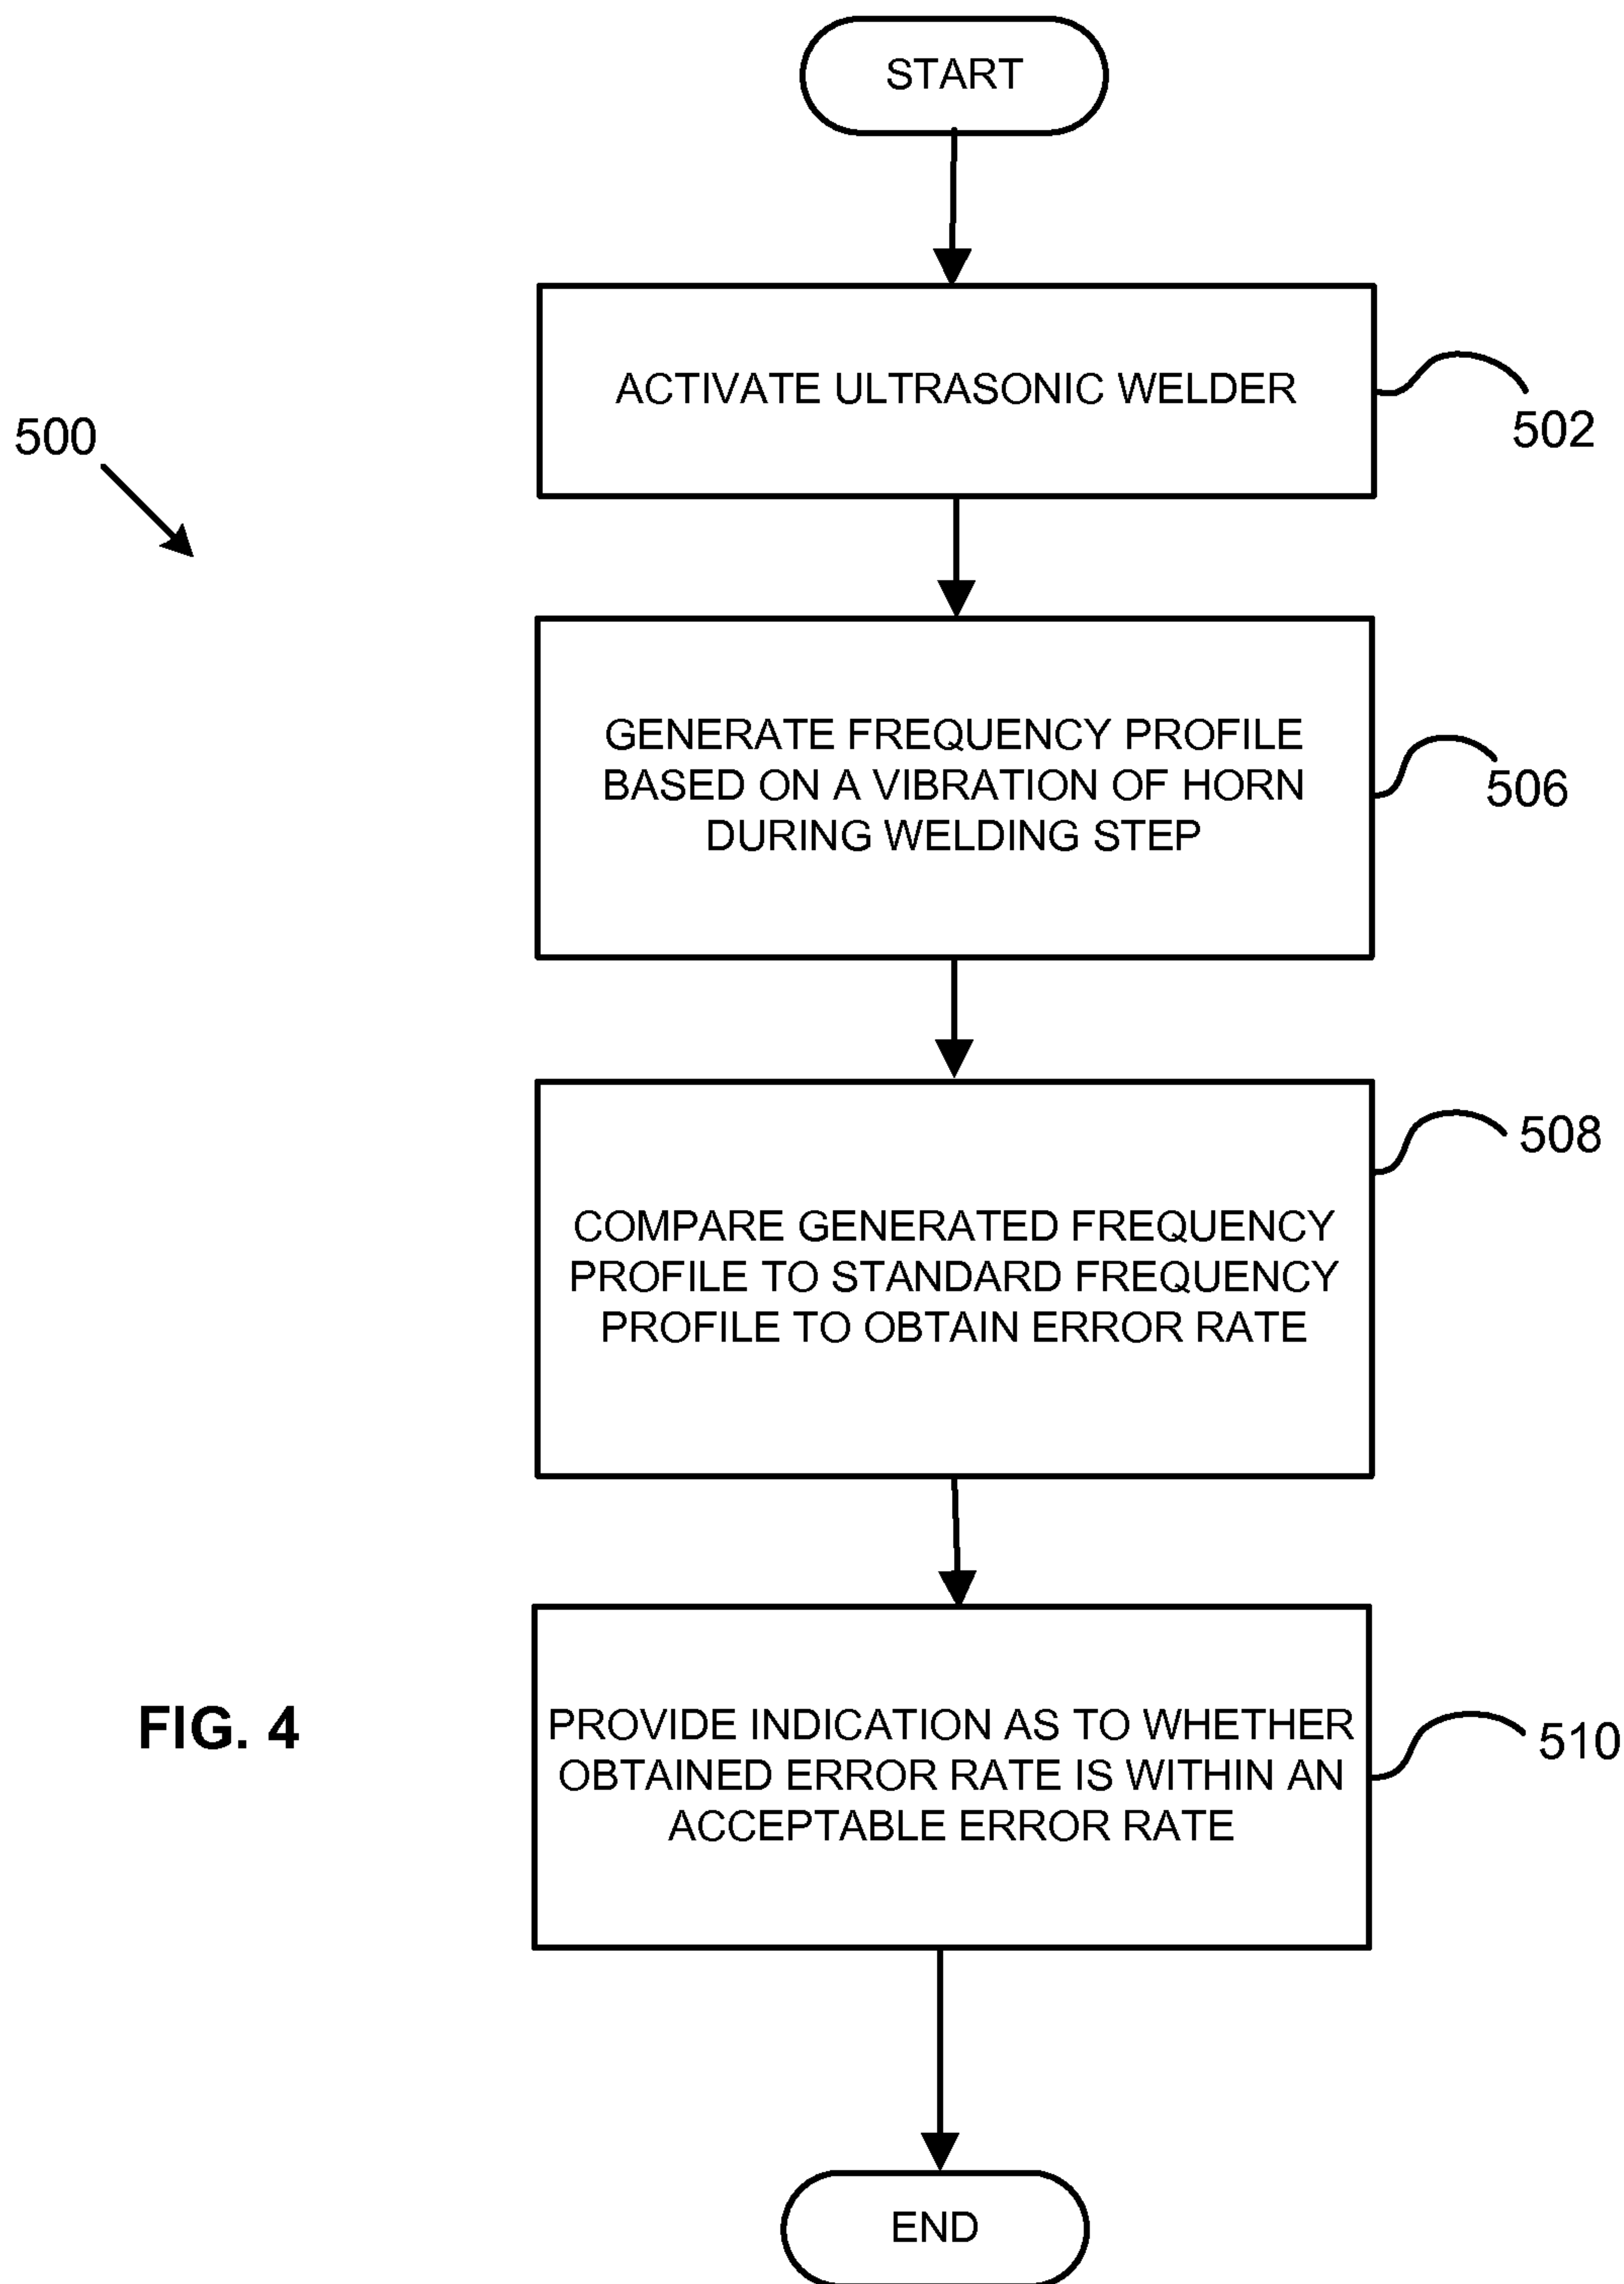 START
ACTIVATE ULTRASONIC WELDER
500
502
GENERATE FREQUENCY PROFILE
BASED ON A VIBRATION OF HORN
DURING WELDING STEP
506
COMPARE GENERATED FREQUENCY
PROFILE TO STANDARD FREQUENCY
PROFILE TO OBTAIN ERROR RATE
508
PROVIDE INDICATION AS TO WHETHER
OBTAINED ERROR RATE IS WITHIN AN
ACCEPTABLE ERROR RATE
510
FIG. 4
END